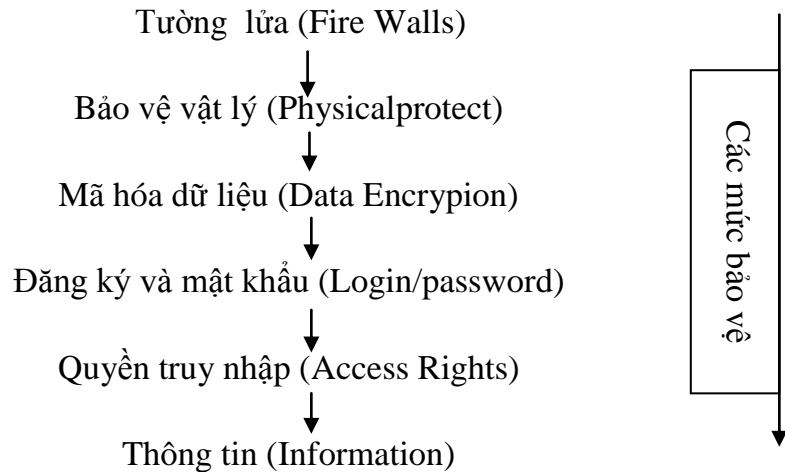 Tường lửa (Fire Walls)
Bảo vệ vật lý (Physicalprotect)
Mã hóa dữ liệu (Data Encrypion)
Đăng ký và mật khẩu (Login/password)
Quyền truy nhập (Access Rights)
Thông tin (Information)
Các mức bảo vệ